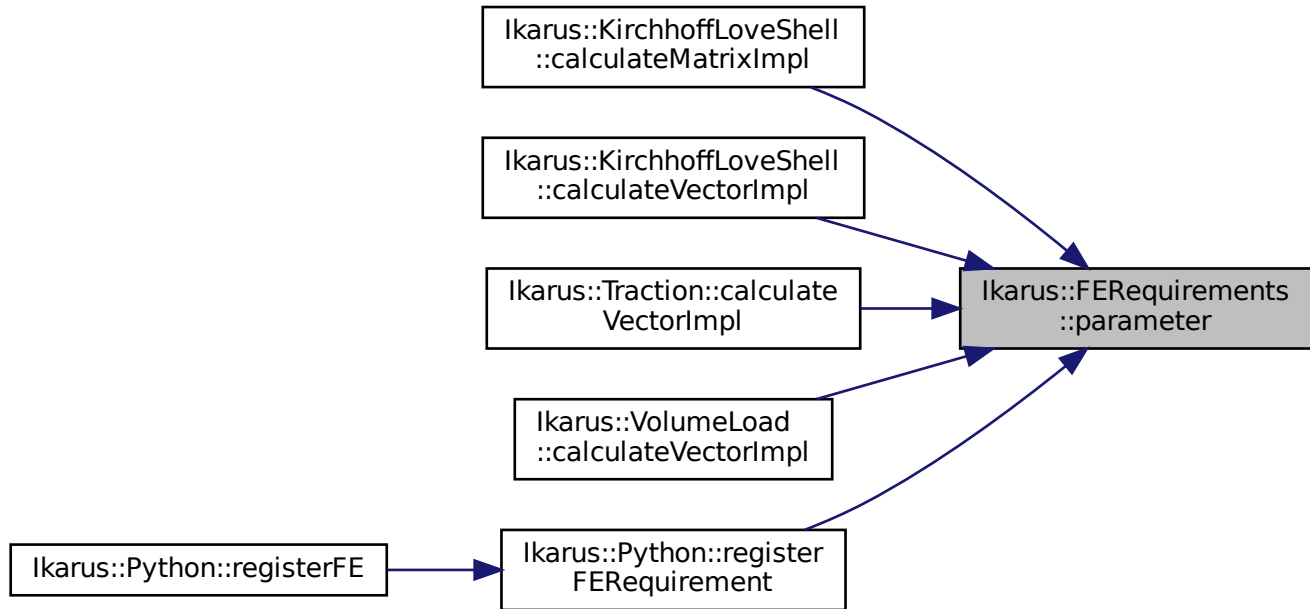 Ikarus::KirchhoffLoveShell
::calculateMatrixImpl
Ikarus::KirchhoffLoveShell
::calculateVectorImpl
Ikarus::Traction::calculate
VectorImpl
Ikarus::FERequirements
::parameter
Ikarus::VolumeLoad
::calculateVectorImpl
Ikarus::Python::registerFE
Ikarus::Python::register
FERequirement